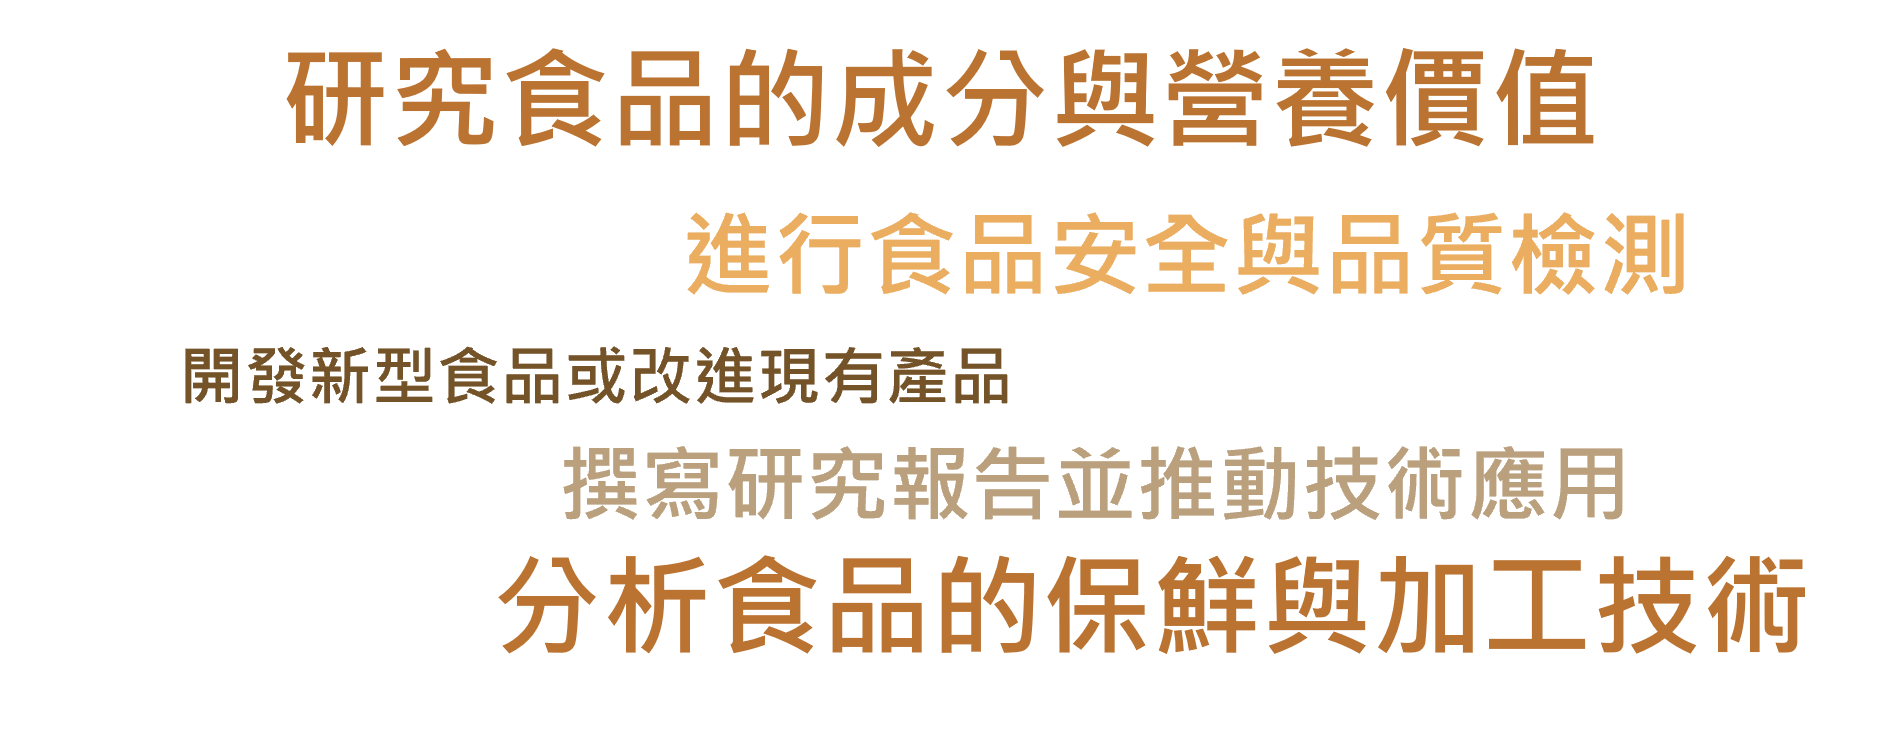 研究食品的成分與營養價值
進行食品安全與品質檢測
開發新型食品或改進現有產品
撰寫研究報告並推動技術應用
分析食品的保鮮與加工技術